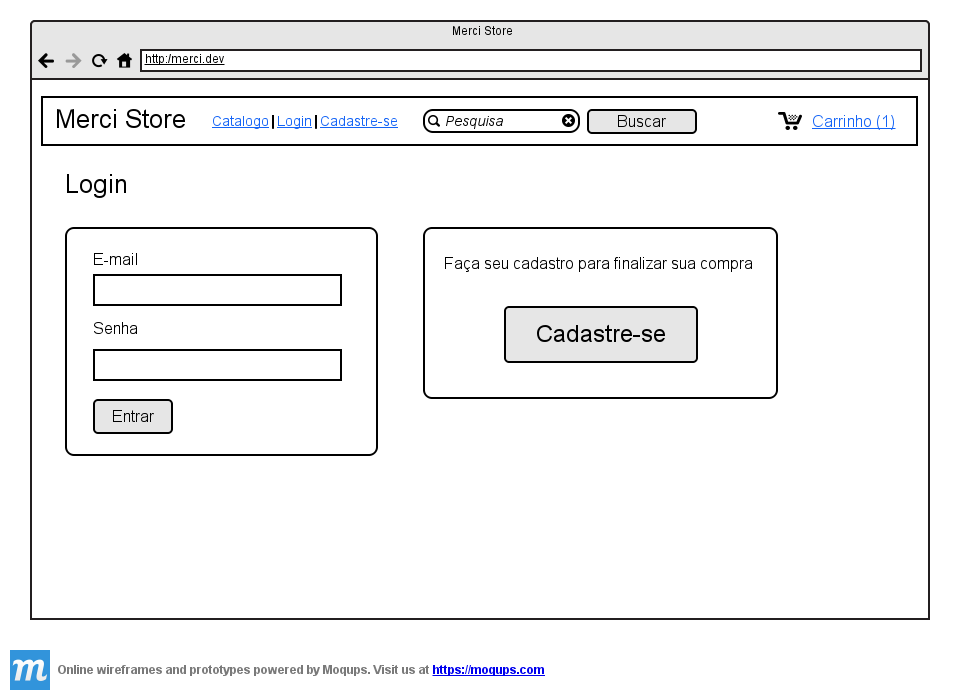 Merci Store
http:/merci.dev
Merci Store Catalogo | Login | Cadastre-se Pesquisa Buscar Carrinho (1)
Login
E-mail
Senha
Entrar
Faça seu cadastro para finalizar sua compra
Cadastre-se
m Online wireframes and prototypes powered by Moqups. Visit us at https://moqups.com